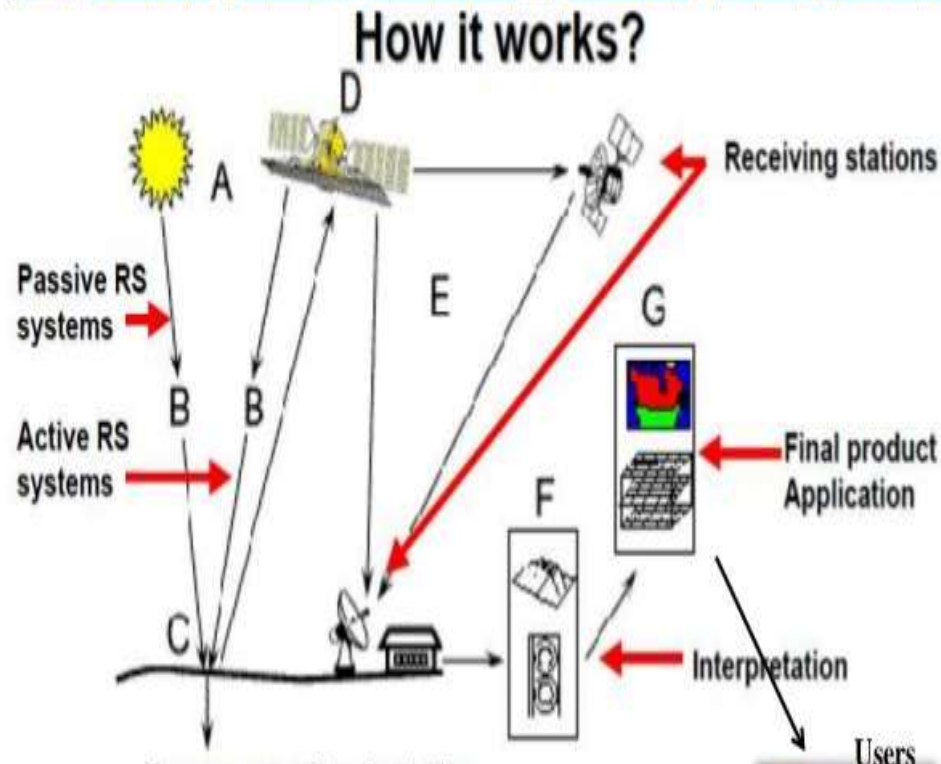 How it works?
D
A
Receiving stations
Passive RS
systems
E
G
B
B
Active RS
systems
Final product
Application
F
C
Interpretation
Users